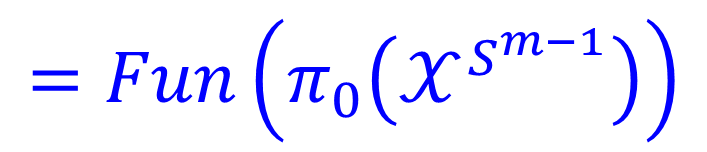 = Fun(π₀(𝒳^{S^{m−1}}))